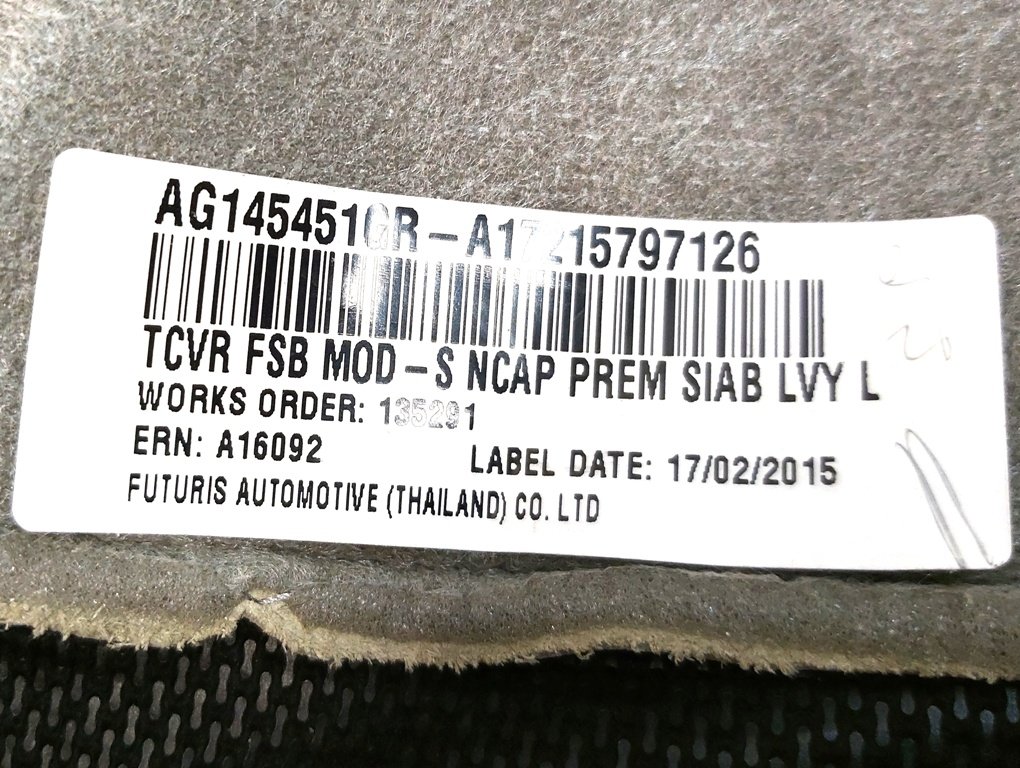 AG145451GR-A17215797126
TCVR FSB MOD-S NCAP PREM SIAB LVY L
WORKS ORDER: 135291
ERN: A16092
LABEL DATE: 17/02/2015
FUTURIS AUTOMOTIVE (THAILAND) CO. LTD